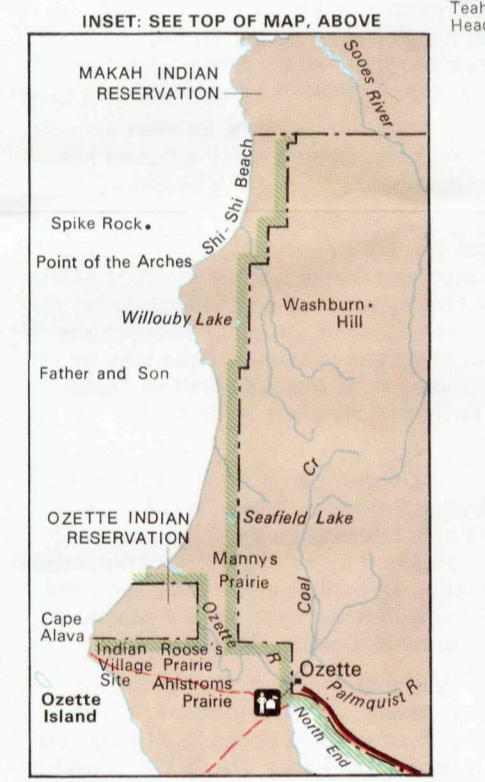 INSET: SEE TOP OF MAP, ABOVE
Teah
Head
MAKAH INDIAN
RESERVATION
Sooes River
Shi-Shi Beach
Spike Rock
Point of the Arches
Washburn
Hill
Willouby Lake
Father and Son
Coal Cr
Seafield Lake
OZETTE INDIAN
RESERVATION
Mannys
Prairie
Cape
Alava
Ozette R
Indian
Village
Site
Roose's
Prairie
Ahlstroms
Prairie
Ozette
Palmquist R
Ozette
Island
North End